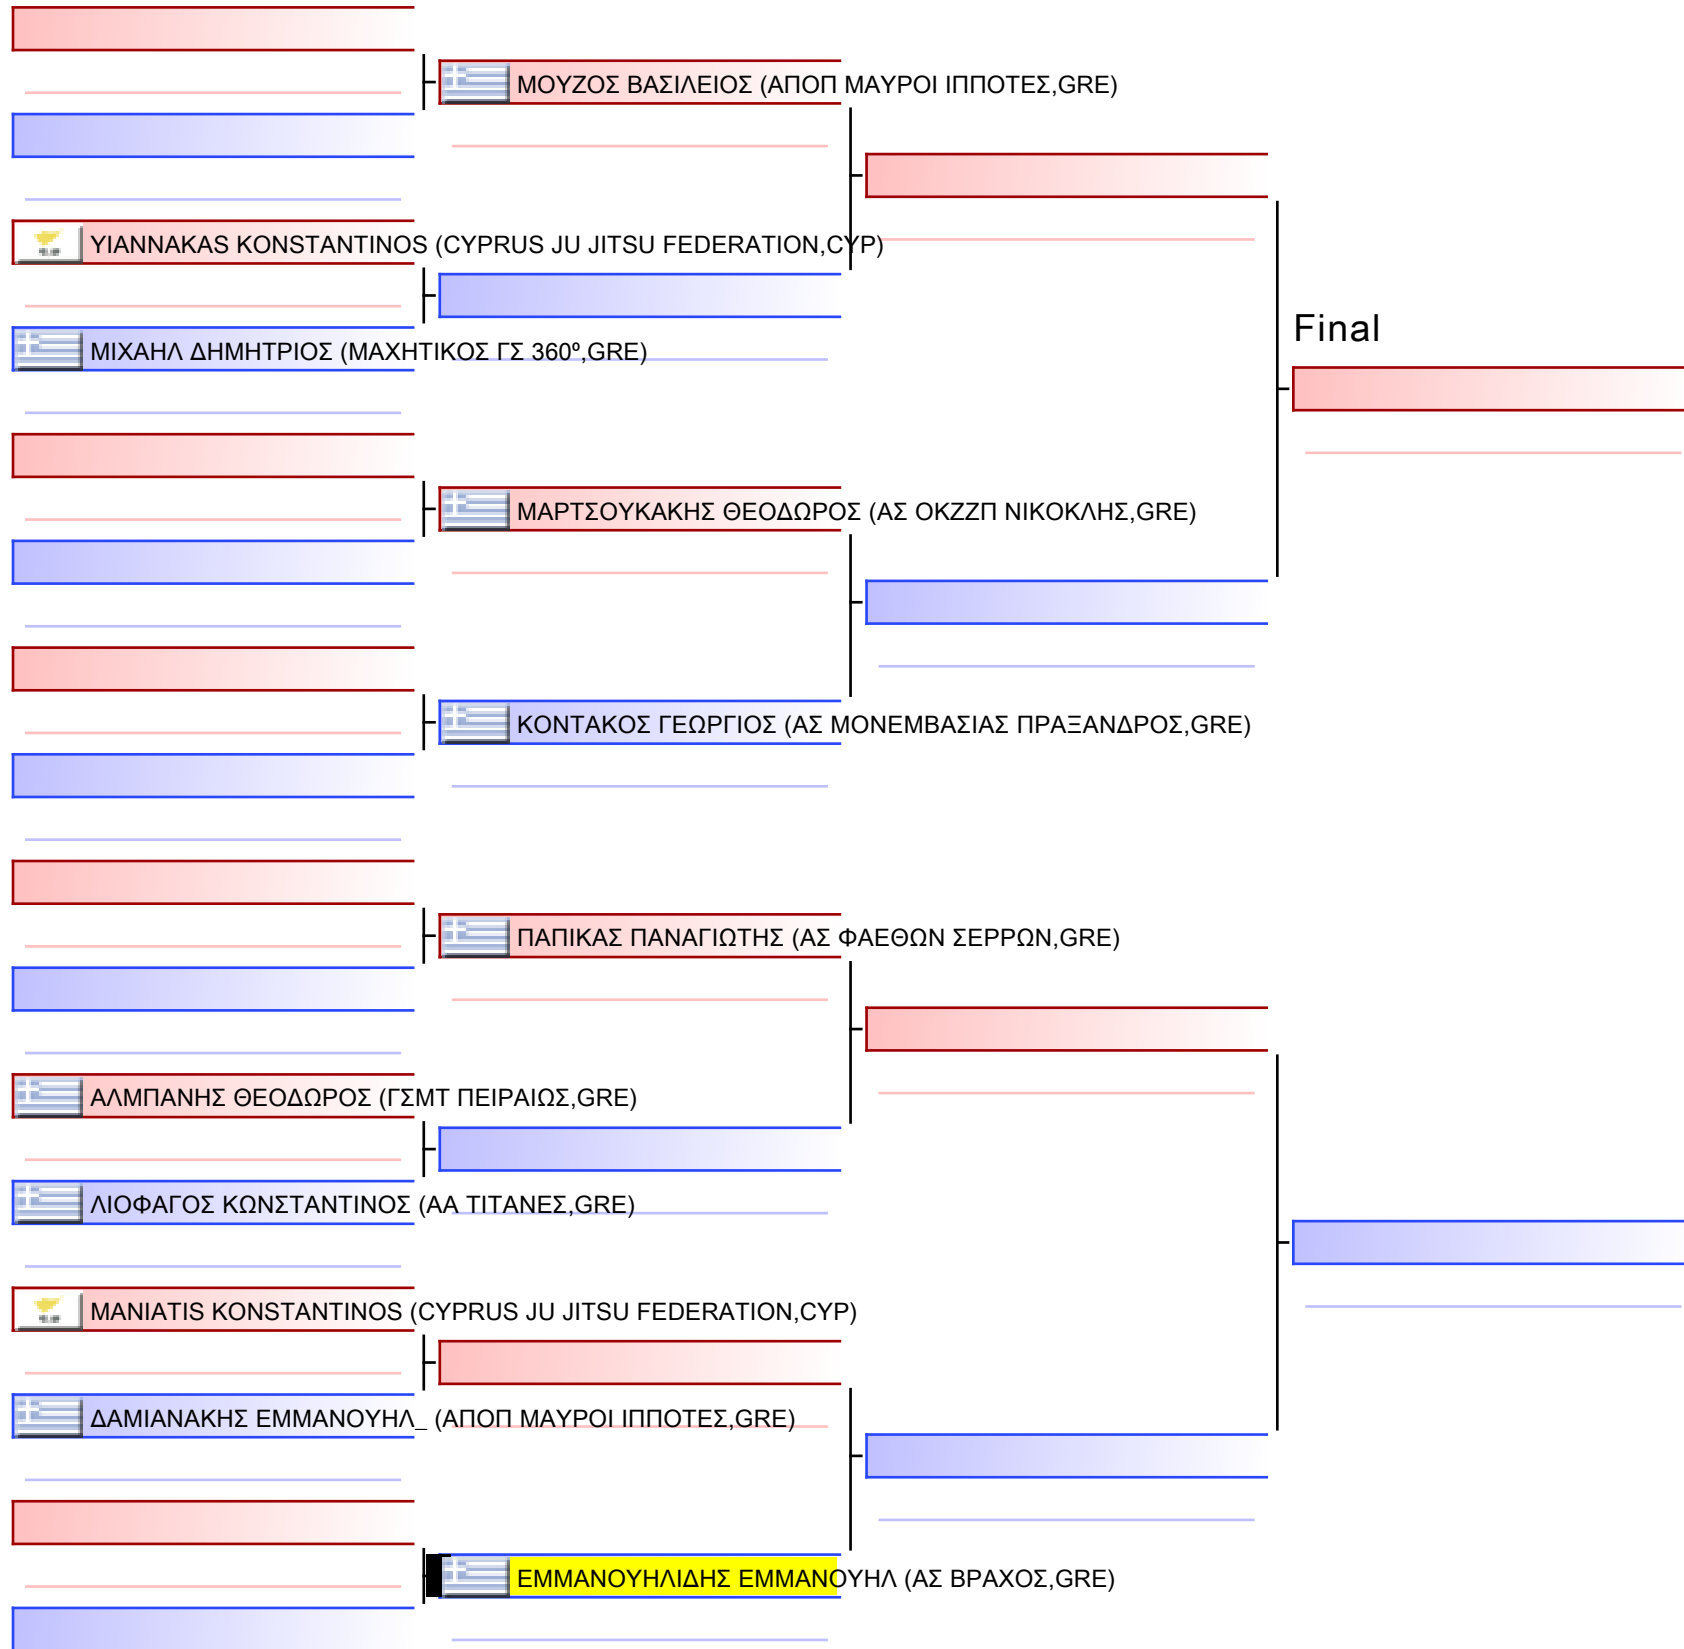 ΜΟΥΖΟΣ ΒΑΣΙΛΕΙΟΣ (ΑΠΟΠ ΜΑΥΡΟΙ ΙΠΠΟΤΕΣ,GRE)
YIANNAKAS KONSTANTINOS (CYPRUS JU JITSU FEDERATION,CYP)
Final
ΜΙΧΑΗΛ ΔΗΜΗΤΡΙΟΣ (ΜΑΧΗΤΙΚΟΣ ΓΣ 360º,GRE)
ΜΑΡΤΣΟΥΚΑΚΗΣ ΘΕΟΔΩΡΟΣ (ΑΣ ΟΚΖΖΠ ΝΙΚΟΚΛΗΣ,GRE)
ΚΟΝΤΑΚΟΣ ΓΕΩΡΓΙΟΣ (ΑΣ ΜΟΝΕΜΒΑΣΙΑΣ ΠΡΑΞΑΝΔΡΟΣ,GRE)
ΠΑΠΙΚΑΣ ΠΑΝΑΓΙΩΤΗΣ (ΑΣ ΦΑΕΘΩΝ ΣΕΡΡΩΝ,GRE)
ΑΛΜΠΑΝΗΣ ΘΕΟΔΩΡΟΣ (ΓΣΜΤ ΠΕΙΡΑΙΩΣ,GRE)
ΛΙΟΦΑΓΟΣ ΚΩΝΣΤΑΝΤΙΝΟΣ (ΑΑ ΤΙΤΑΝΕΣ,GRE)
MANIATIS KONSTANTINOS (CYPRUS JU JITSU FEDERATION,CYP)
ΔΑΜΙΑΝΑΚΗΣ ΕΜΜΑΝΟΥΗΛ_ (ΑΠΟΠ ΜΑΥΡΟΙ ΙΠΠΟΤΕΣ,GRE)
ΕΜΜΑΝΟΥΗΛΙΔΗΣ ΕΜΜΑΝΟΥΗΛ (ΑΣ ΒΡΑΧΟΣ,GRE)